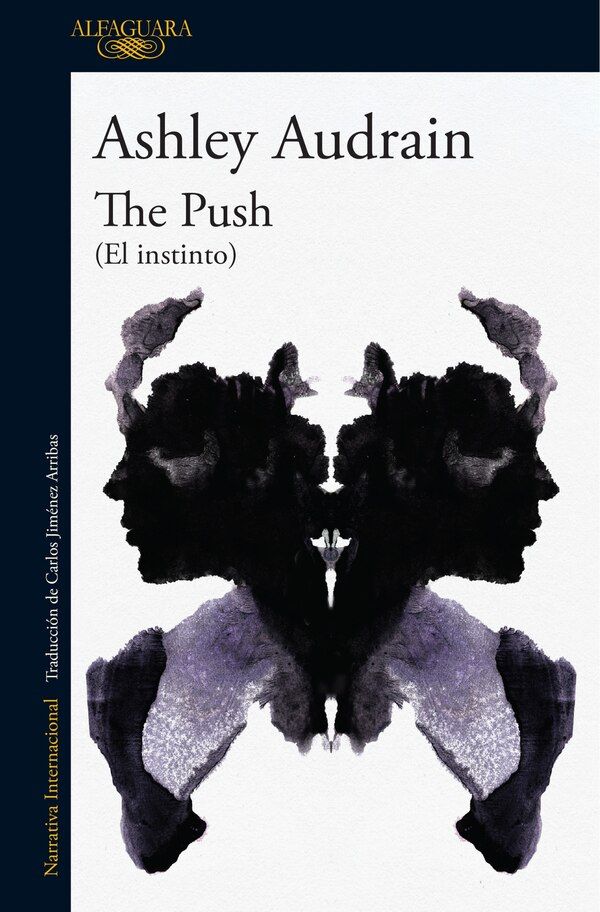 ALFAGUARA
Ashley Audrain
The Push
(El instinto)
Narrativa Internacional Traducción de Carlos Jiménez Arribas